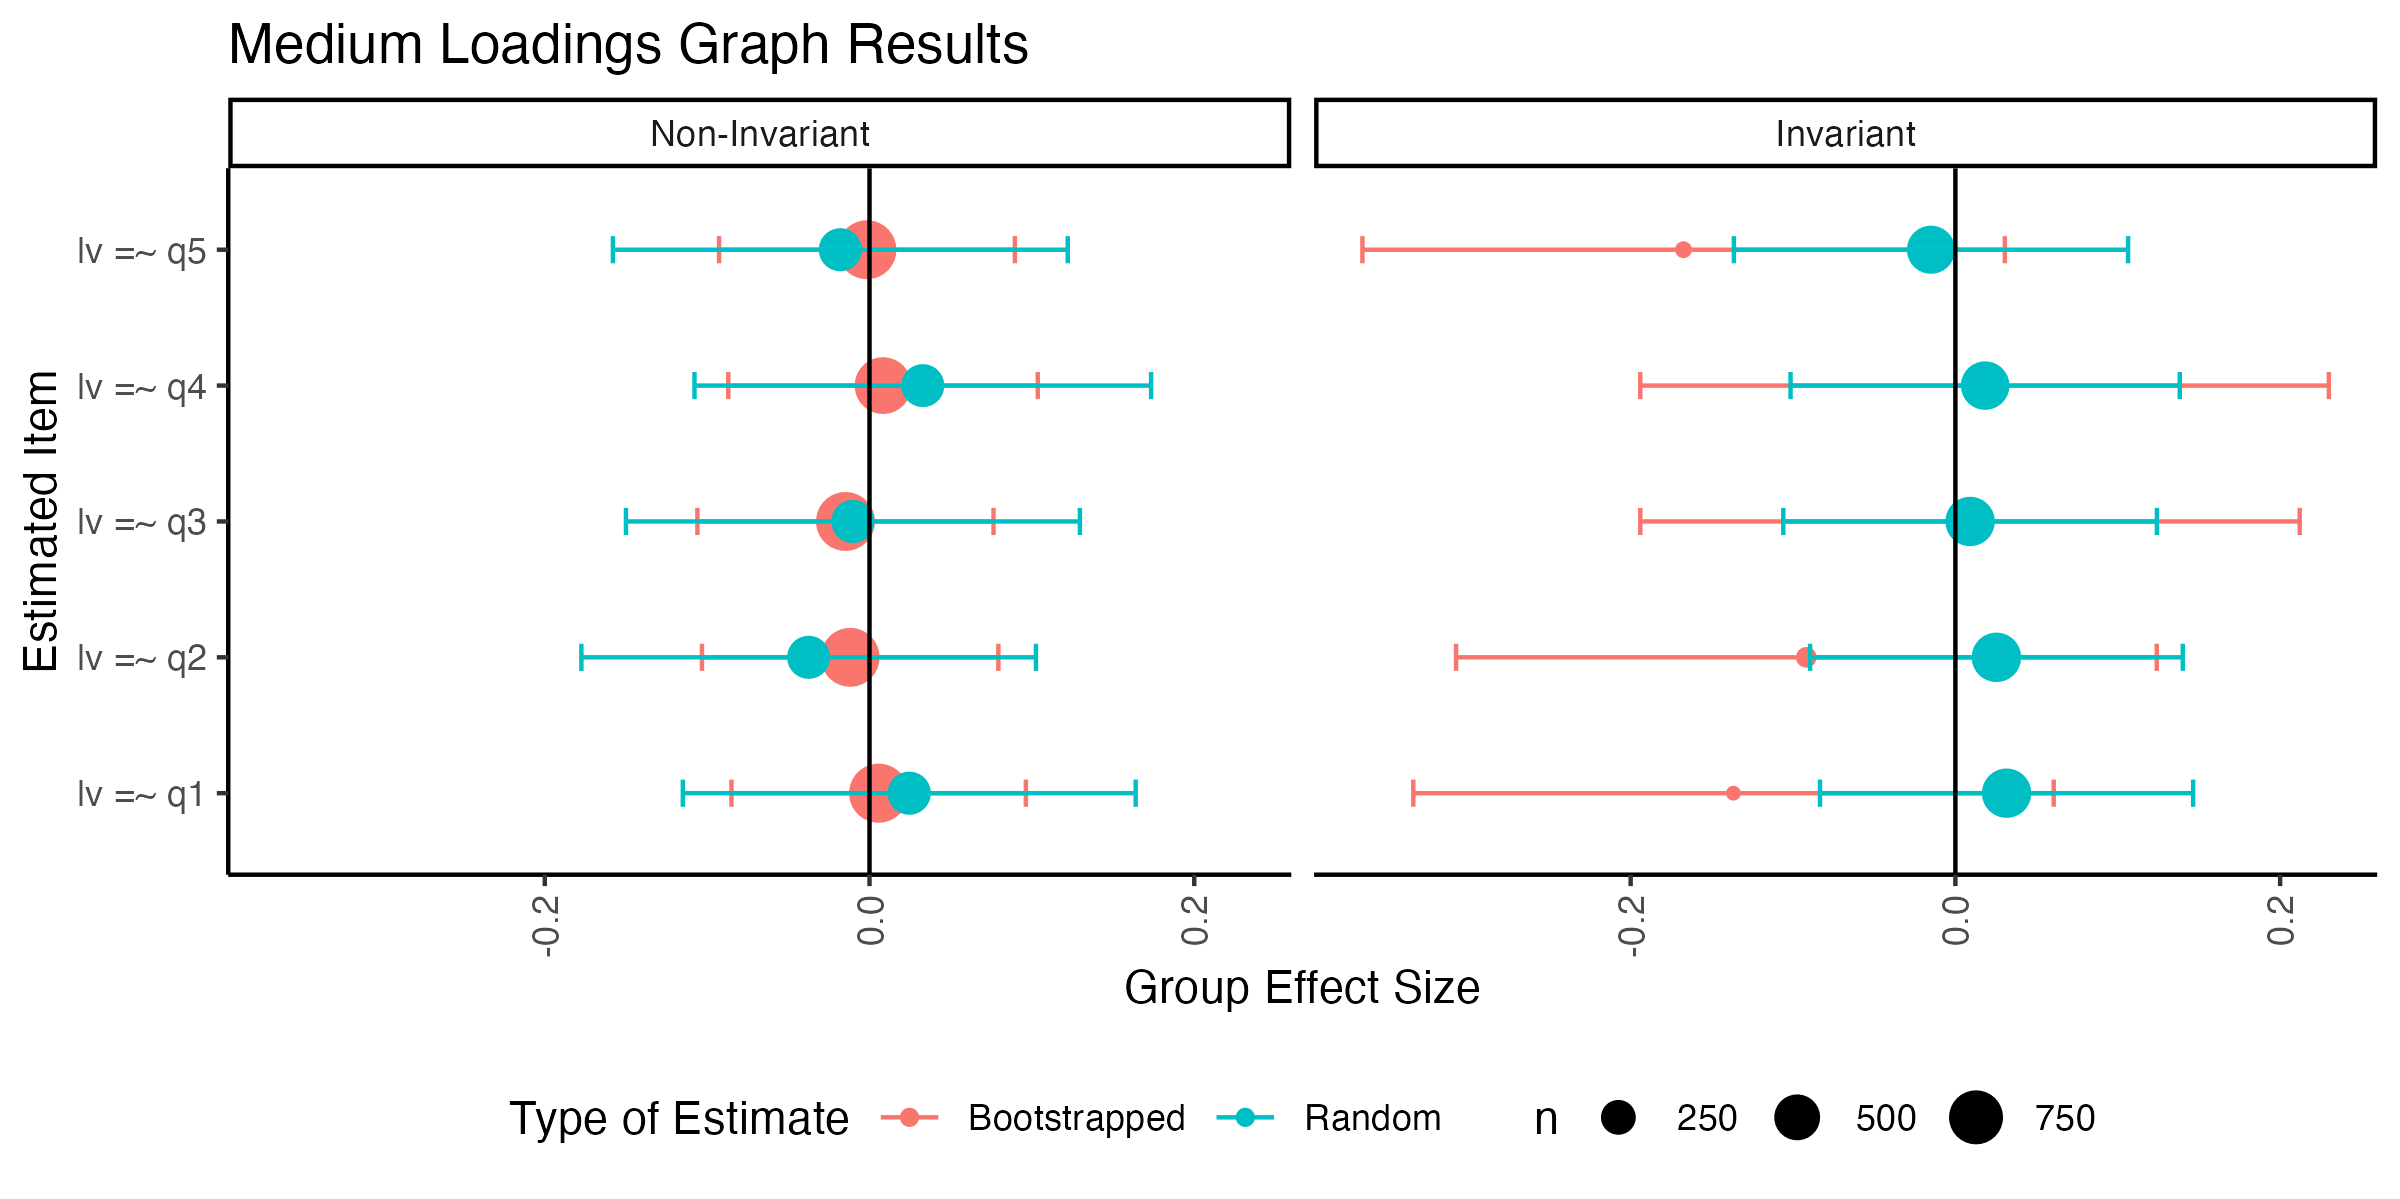 Medium Loadings Graph Results
Non-Invariant
Invariant
Estimated Item
lv =~ q5
lv =~ q4
lv =~ q3
lv =~ q2
lv =~ q1
-0.2 0.0 0.2
-0.2 0.0 0.2
Group Effect Size
Type of Estimate Bootstrapped Random n 250 500 750